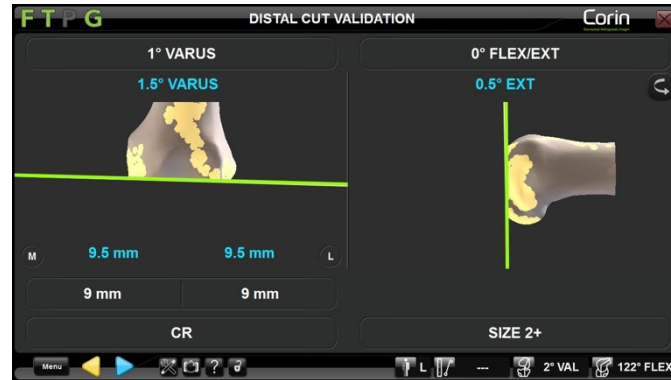 FTPG
DISTAL CUT VALIDATION
Corin
1° VARUS
0° FLEX/EXT
1.5° VARUS
0.5° EXT
M
9.5 mm
9.5 mm
L
9 mm
9 mm
CR
SIZE 2+
Menu
?
L
---
2° VAL
122° FLEX